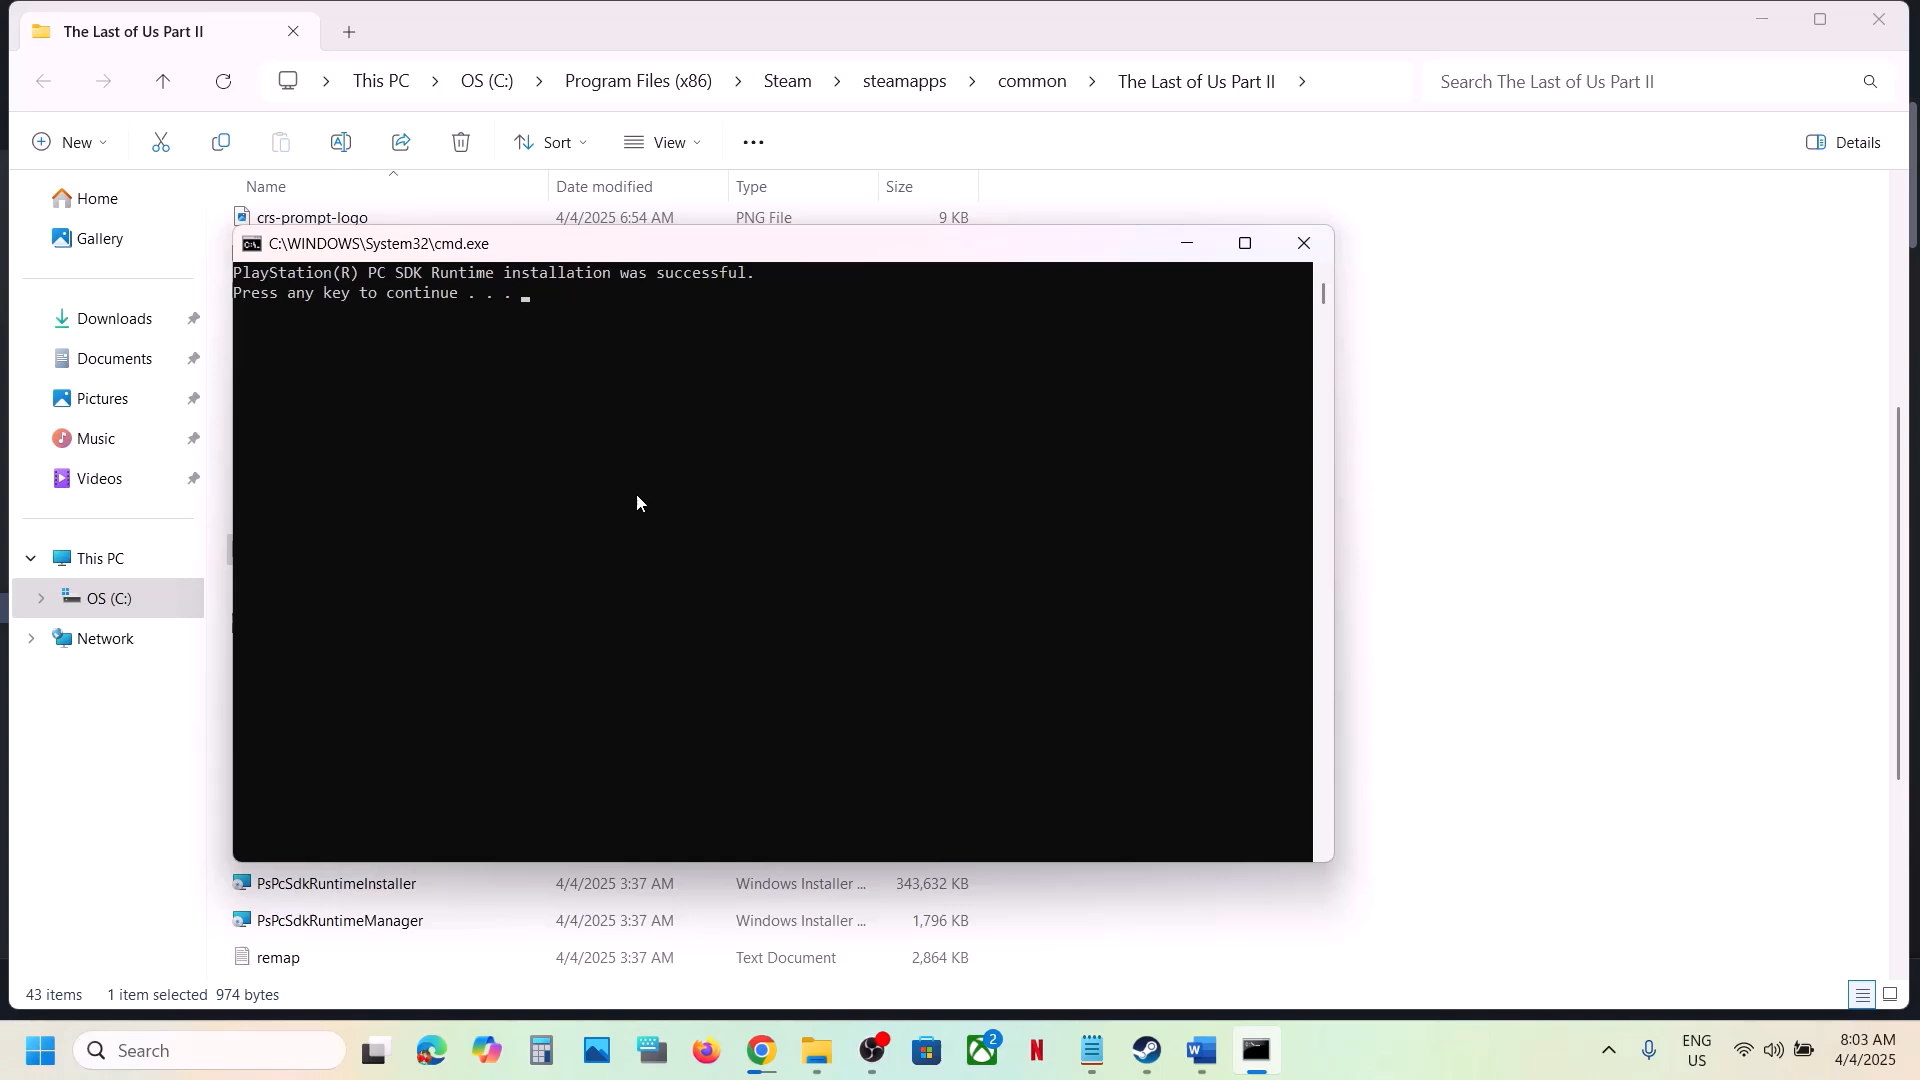 The Last of Us Part II
This PC > OS (C:) > Program Files (x86) > Steam > steamapps > common > The Last of Us Part II >
Search The Last of Us Part II
New
Sort
View
Details
Name Date modified Type Size
crs-prompt-logo 4/4/2025 6:54 AM PNG File 9 KB
Home
Gallery
Downloads
Documents
Pictures
Music
Videos
This PC
OS (C:)
Network
C:\WINDOWS\System32\cmd.exe
PlayStation(R) PC SDK Runtime installation was successful.
Press any key to continue . . .
PsPcSdkRuntimeInstaller 4/4/2025 3:37 AM Windows Installer ... 343,632 KB
PsPcSdkRuntimeManager 4/4/2025 3:37 AM Windows Installer ... 1,796 KB
remap 4/4/2025 3:37 AM Text Document 2,864 KB
43 items 1 item selected 974 bytes
Search
2
ENG
US
8:03 AM
4/4/2025